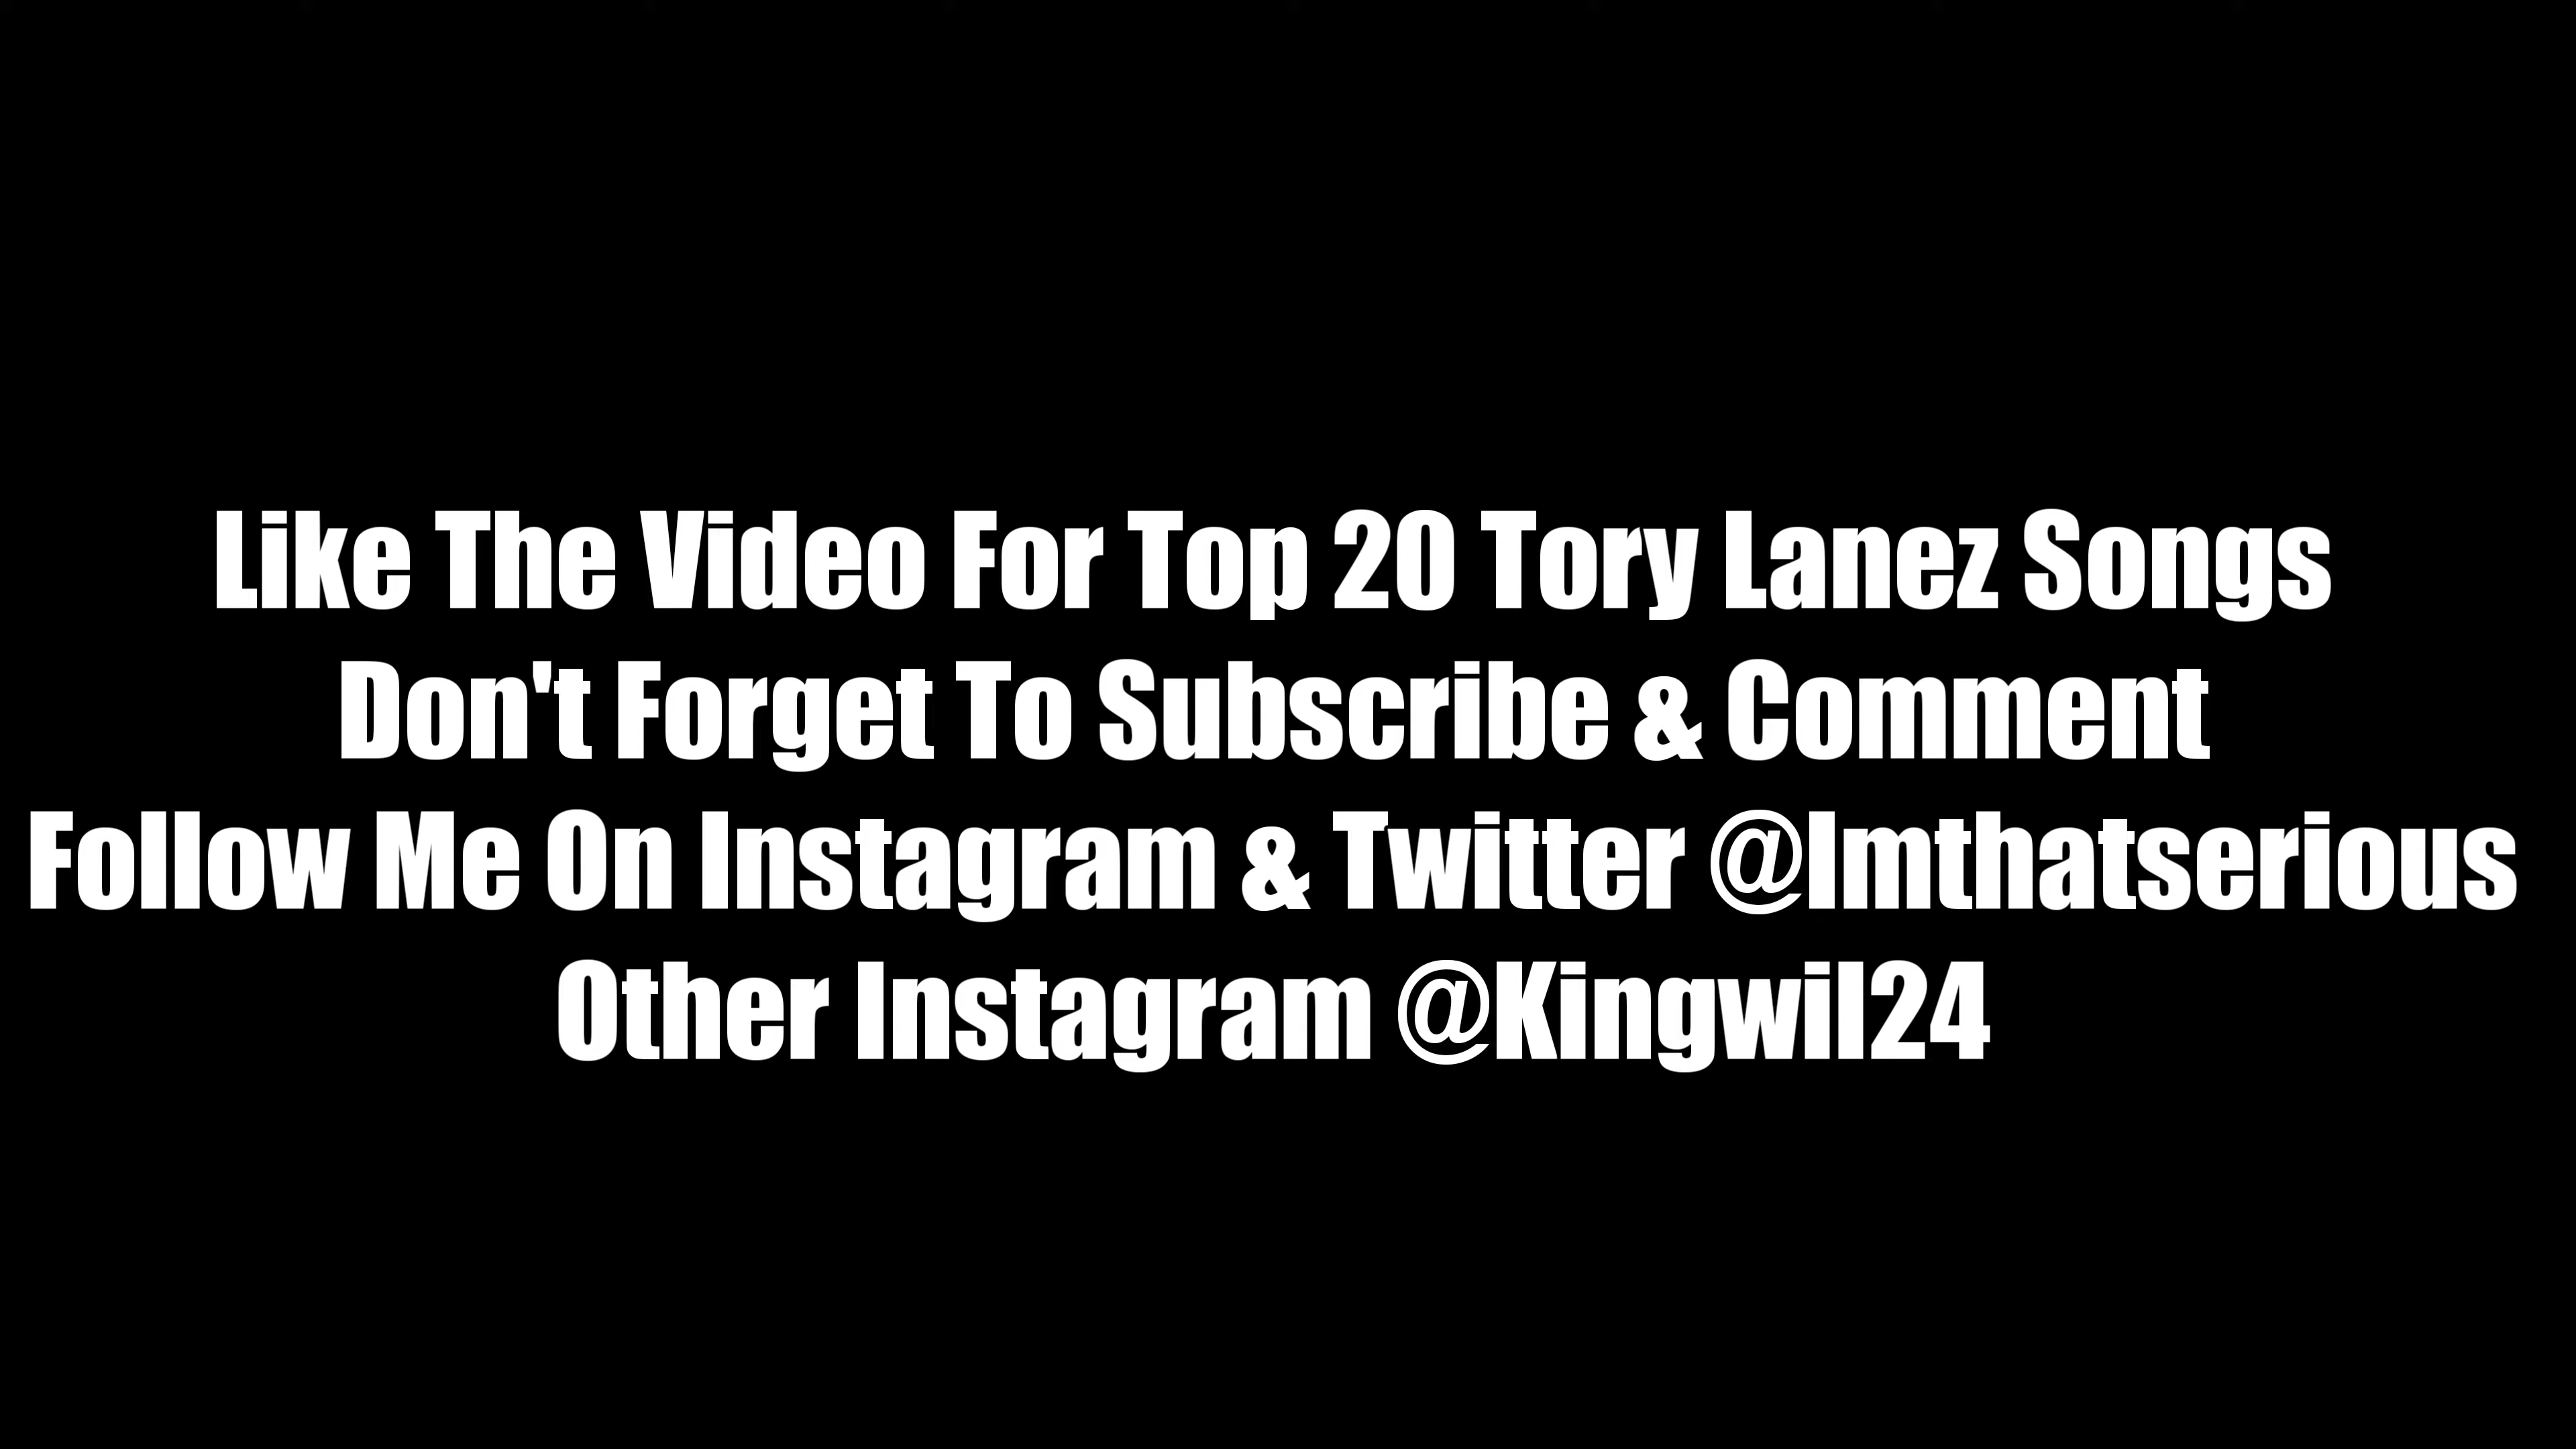 Like The Video For Top 20 Tory Lanez Songs
Don't Forget To Subscribe & Comment
Follow Me On Instagram & Twitter @Imthatserious
Other Instagram @Kingwil24